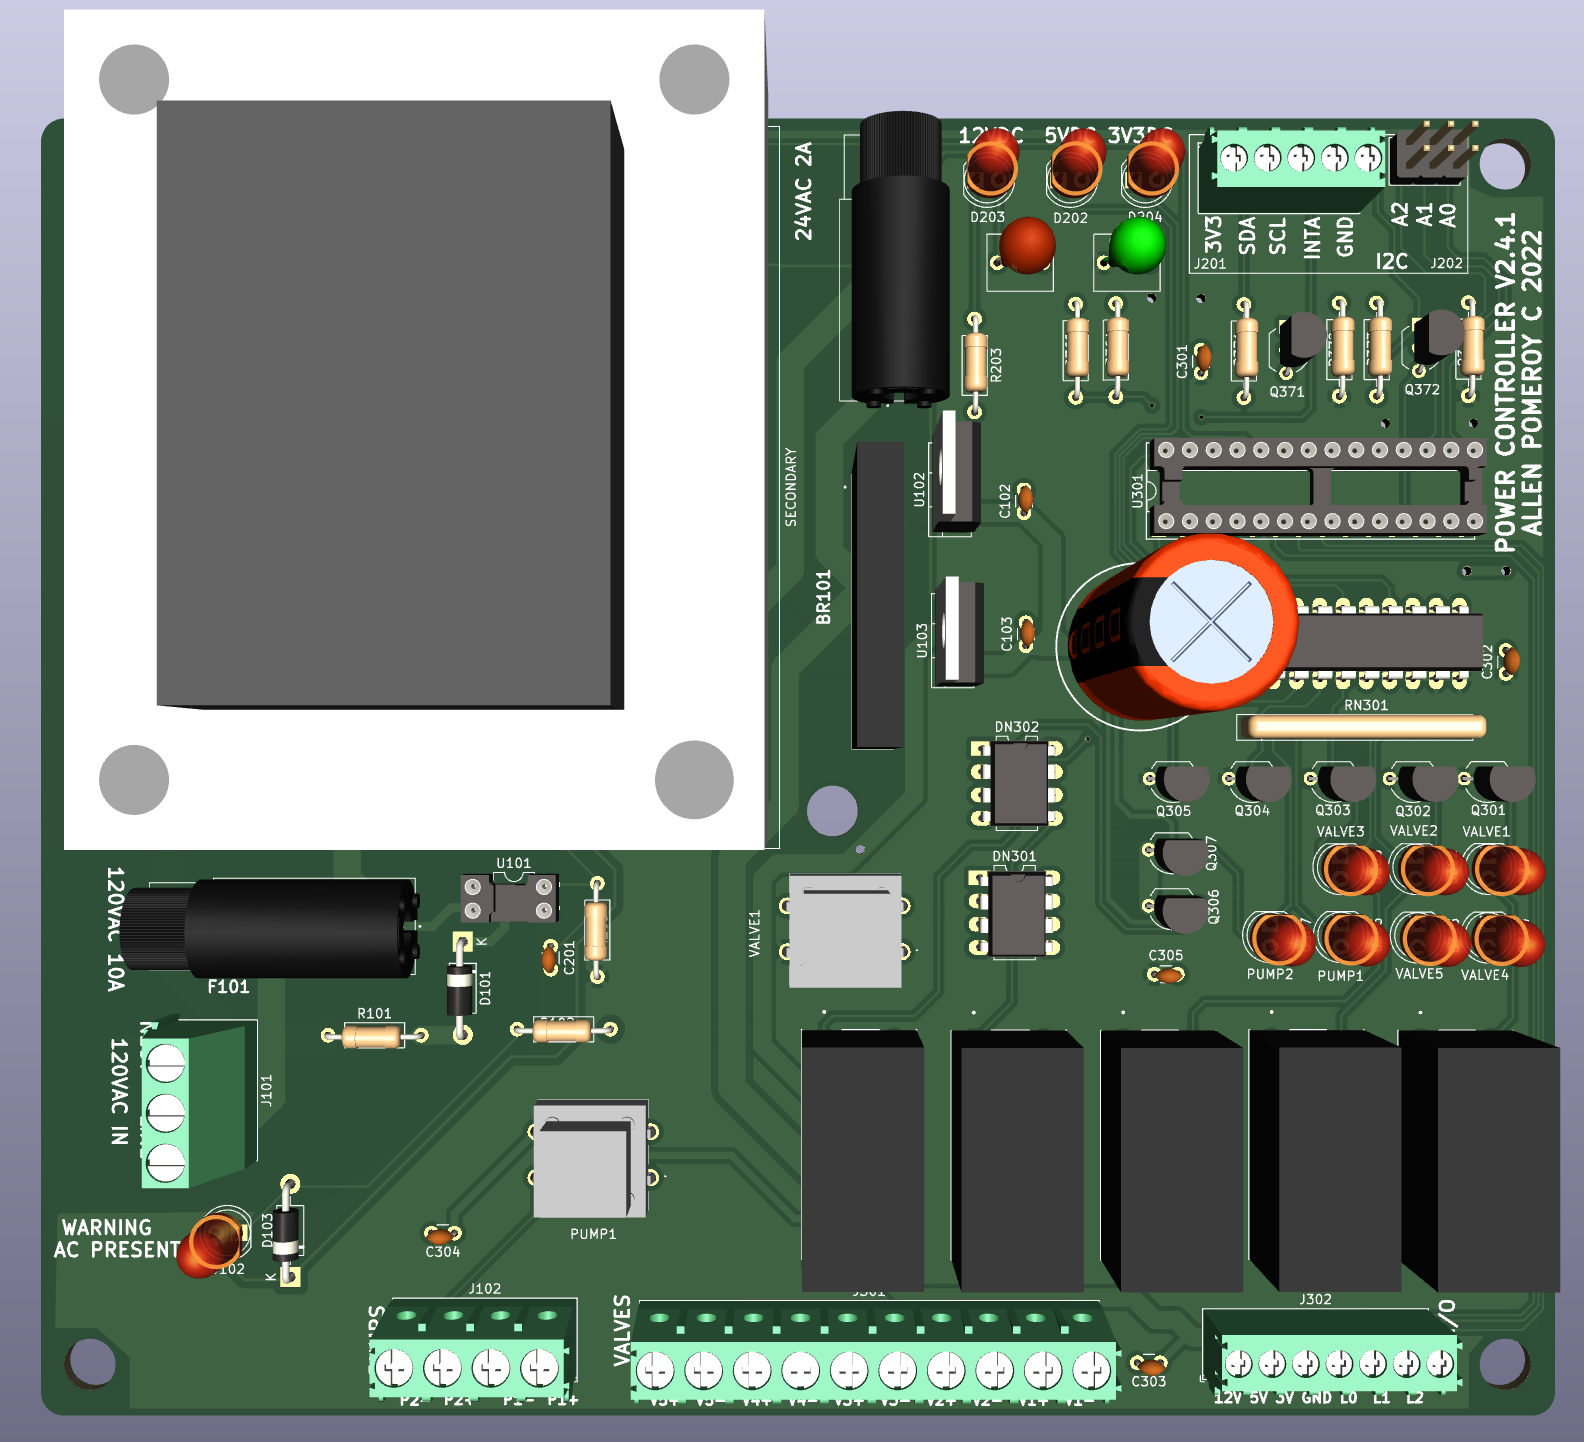 12VDC
5VDC
3V3DC
24VAC 2A
D203
D202
D204
3V3
SDA
SCL
INTA
GND
A2
A1
A0
I2C
J201
J202
POWER CONTROLLER V2.4.1
ALLEN POMEROY C 2022
R203
C301
Q371
Q372
SECONDARY
U102
C102
U301
BR101
U103
C103
C302
RN301
DN302
Q305
Q304
Q303
Q302
Q301
VALVE3
VALVE2
VALVE1
Q307
DN301
Q306
VALVE1
U101
K
120VAC 10A
F101
D101
C201
C305
PUMP2
PUMP1
VALVE5
VALVE4
R101
120VAC IN
J101
WARNING
AC PRESENT
D103
K
C304
PUMP1
J102
VALVES
J302
C303
12V 5V 3V GND L0 L1 L2